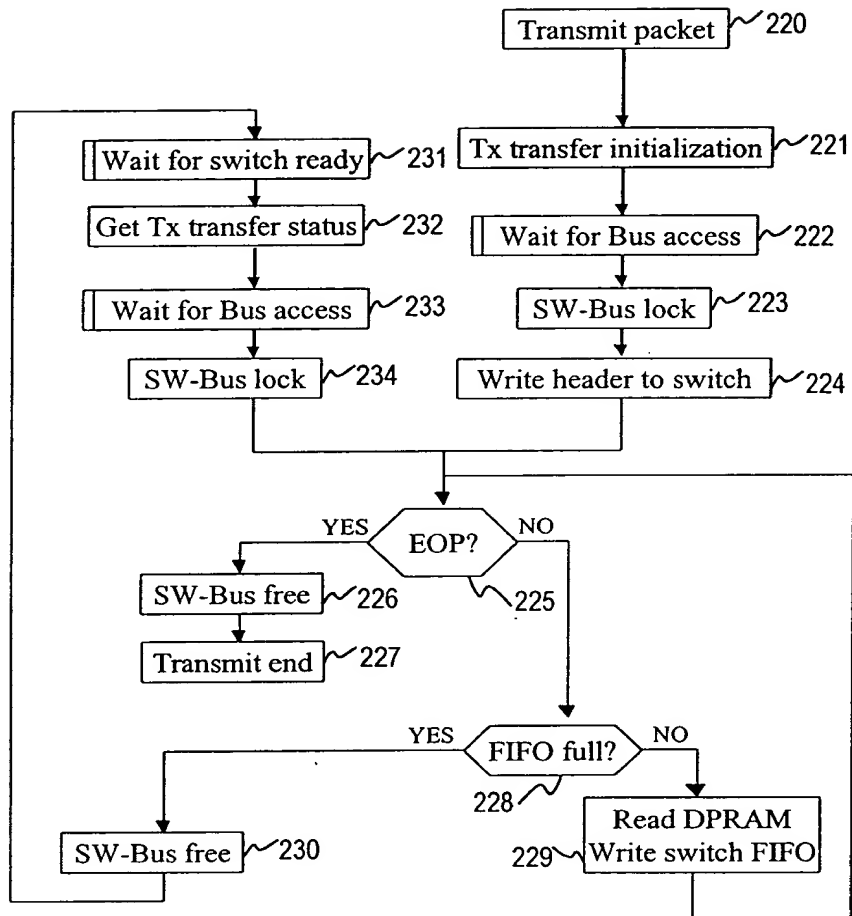 Transmit packet 220
Wait for switch ready 231
Tx transfer initialization 221
Get Tx transfer status 232
Wait for Bus access 222
Wait for Bus access 233
SW-Bus lock 223
SW-Bus lock 234
Write header to switch 224
YES
NO
EOP?
225
SW-Bus free 226
Transmit end 227
YES
NO
FIFO full?
228
Read DPRAM
Write switch FIFO
229
SW-Bus free 230